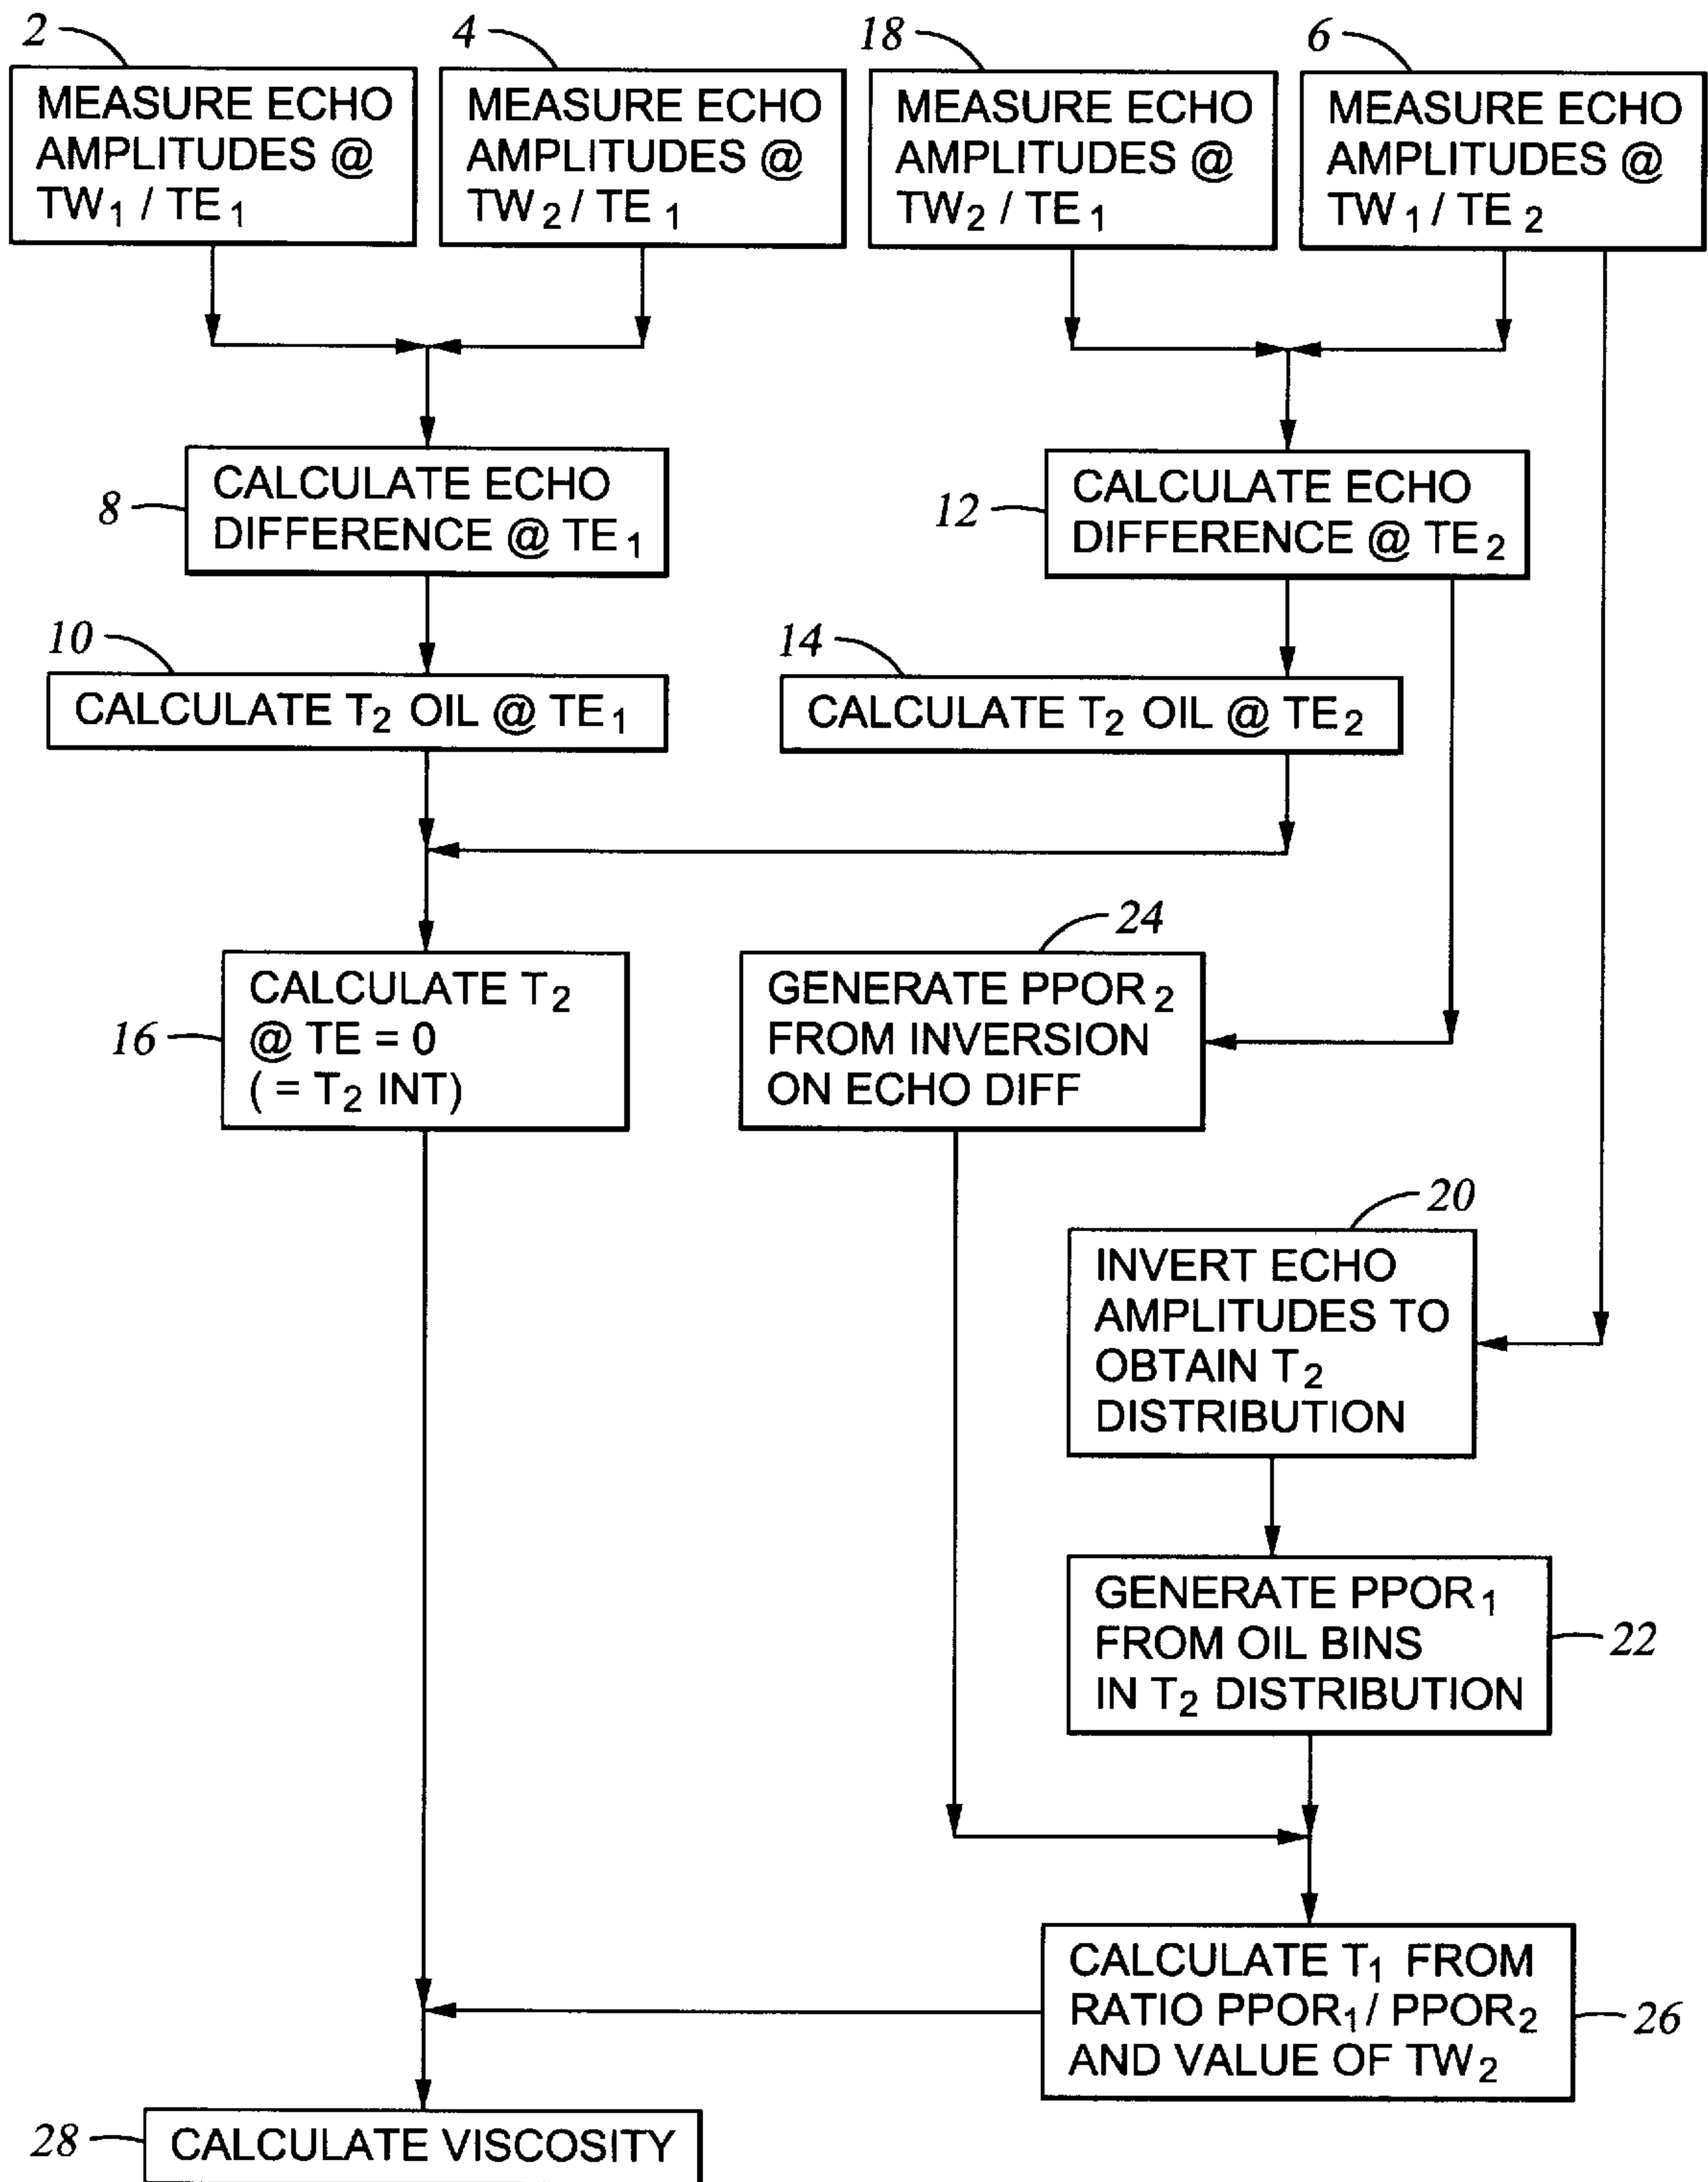 2
4
18
6
MEASURE ECHO
AMPLITUDES @
TW1 / TE1
MEASURE ECHO
AMPLITUDES @
TW2 / TE1
MEASURE ECHO
AMPLITUDES @
TW2 / TE1
MEASURE ECHO
AMPLITUDES @
TW1 / TE2
8
CALCULATE ECHO
DIFFERENCE @ TE1
12
CALCULATE ECHO
DIFFERENCE @ TE2
10
CALCULATE T2 OIL @ TE1
14
CALCULATE T2 OIL @ TE2
16
CALCULATE T2
@ TE = 0
( = T2 INT)
24
GENERATE PPOR2
FROM INVERSION
ON ECHO DIFF
20
INVERT ECHO
AMPLITUDES TO
OBTAIN T2
DISTRIBUTION
GENERATE PPOR1
FROM OIL BINS
IN T2 DISTRIBUTION
22
CALCULATE T1 FROM
RATIO PPOR1 / PPOR2
AND VALUE OF TW2
26
28
CALCULATE VISCOSITY